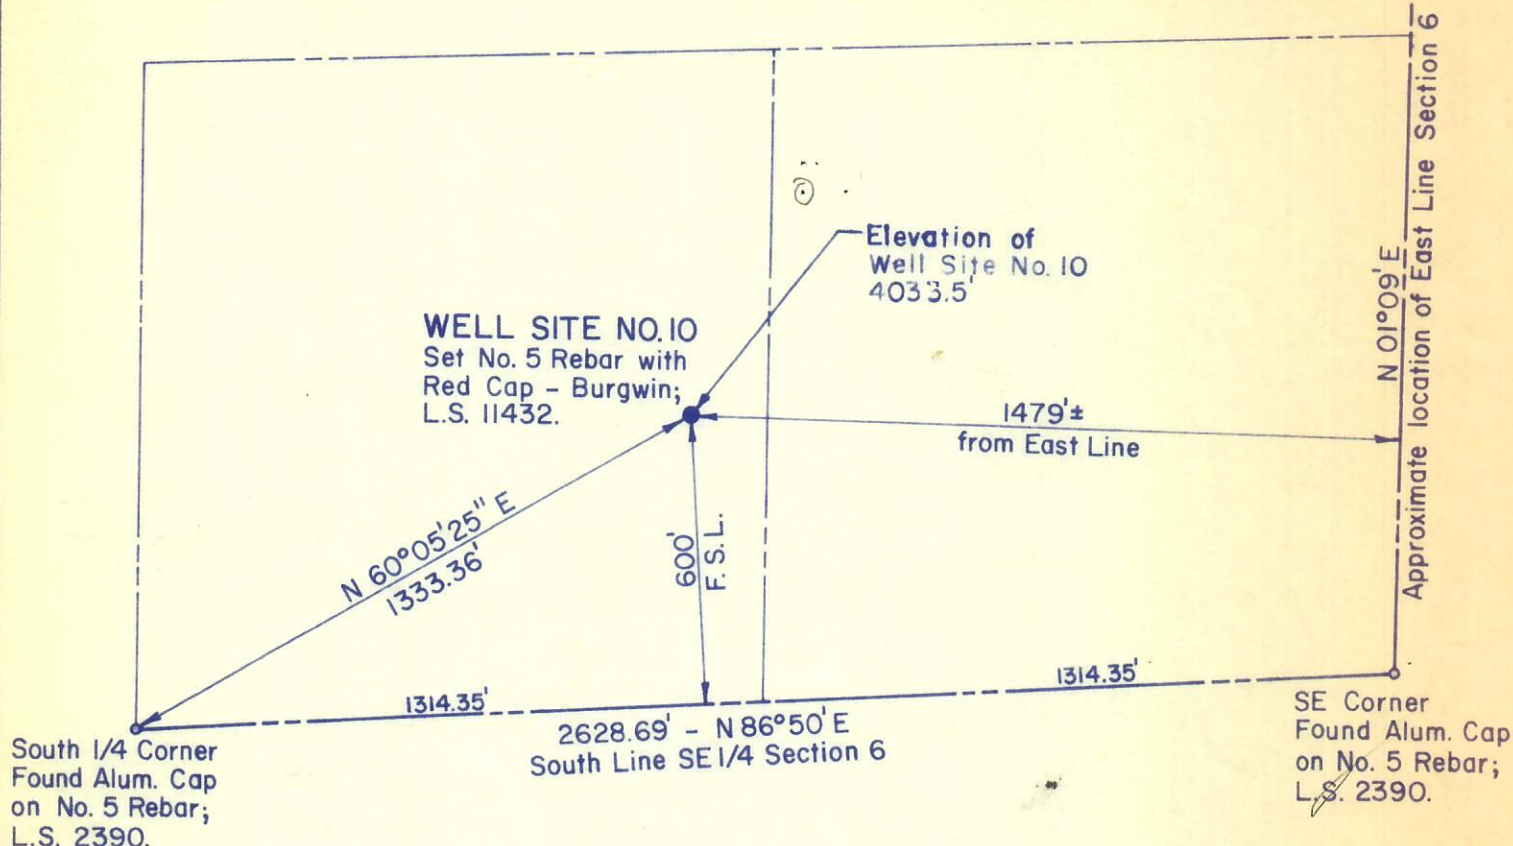 Approximate location of East Line Section 6
N 01°09' E
Elevation of
Well Site No. 10
4033.5'
WELL SITE NO. 10
Set No. 5 Rebar with
Red Cap - Burgwin;
L.S. 11432.
1479'±
from East Line
N 60°05'25" E
1333.36'
600'
F.S.L.
1314.35'
1314.35'
2628.69' - N 86°50' E
South Line SE 1/4 Section 6
South 1/4 Corner
Found Alum. Cap
on No. 5 Rebar;
L.S. 2390.
SE Corner
Found Alum. Cap
on No. 5 Rebar;
L.S. 2390.